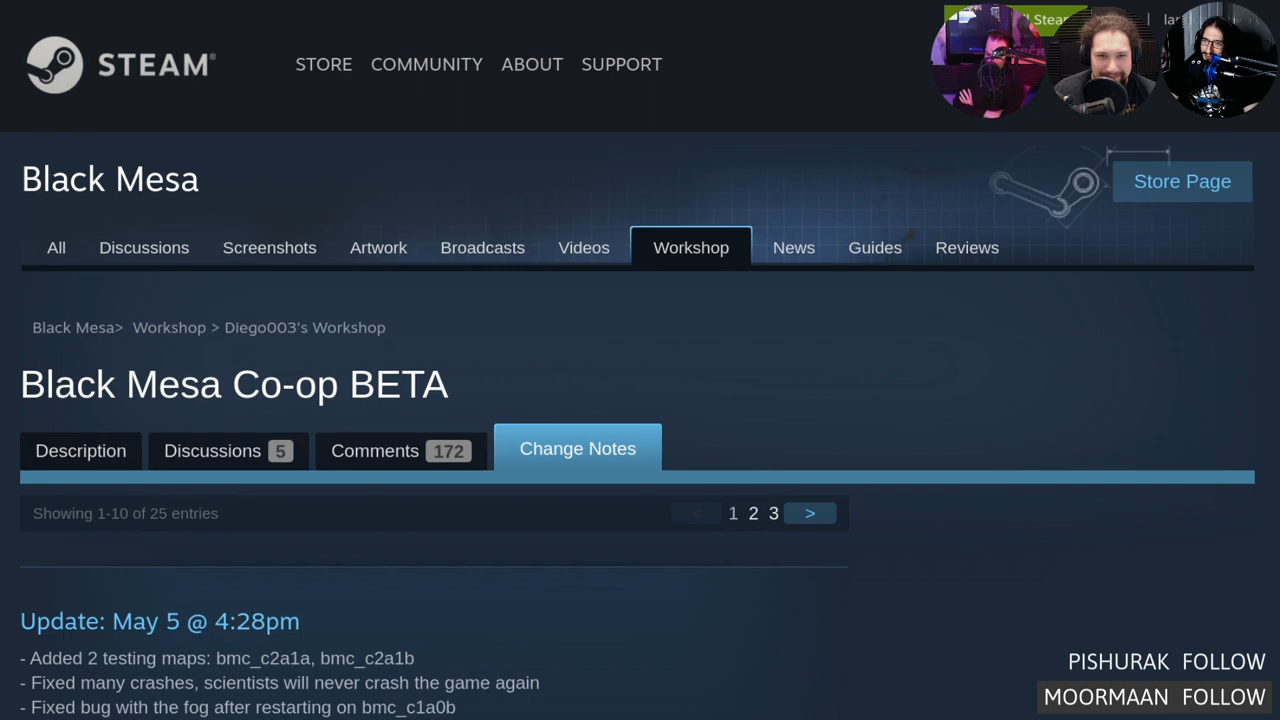 STEAM®
STORE COMMUNITY ABOUT SUPPORT
Black Mesa
Store Page
All Discussions Screenshots Artwork Broadcasts Videos Workshop News Guides Reviews
Black Mesa> Workshop > Diego003's Workshop
Black Mesa Co-op BETA
Description Discussions 5 Comments 172 Change Notes
Showing 1-10 of 25 entries
< 1 2 3 >
Update: May 5 @ 4:28pm
- Added 2 testing maps: bmc_c2a1a, bmc_c2a1b
- Fixed many crashes, scientists will never crash the game again
- Fixed bug with the fog after restarting on bmc_c1a0b
PISHURAK FOLLOW
MOORMAAN FOLLOW